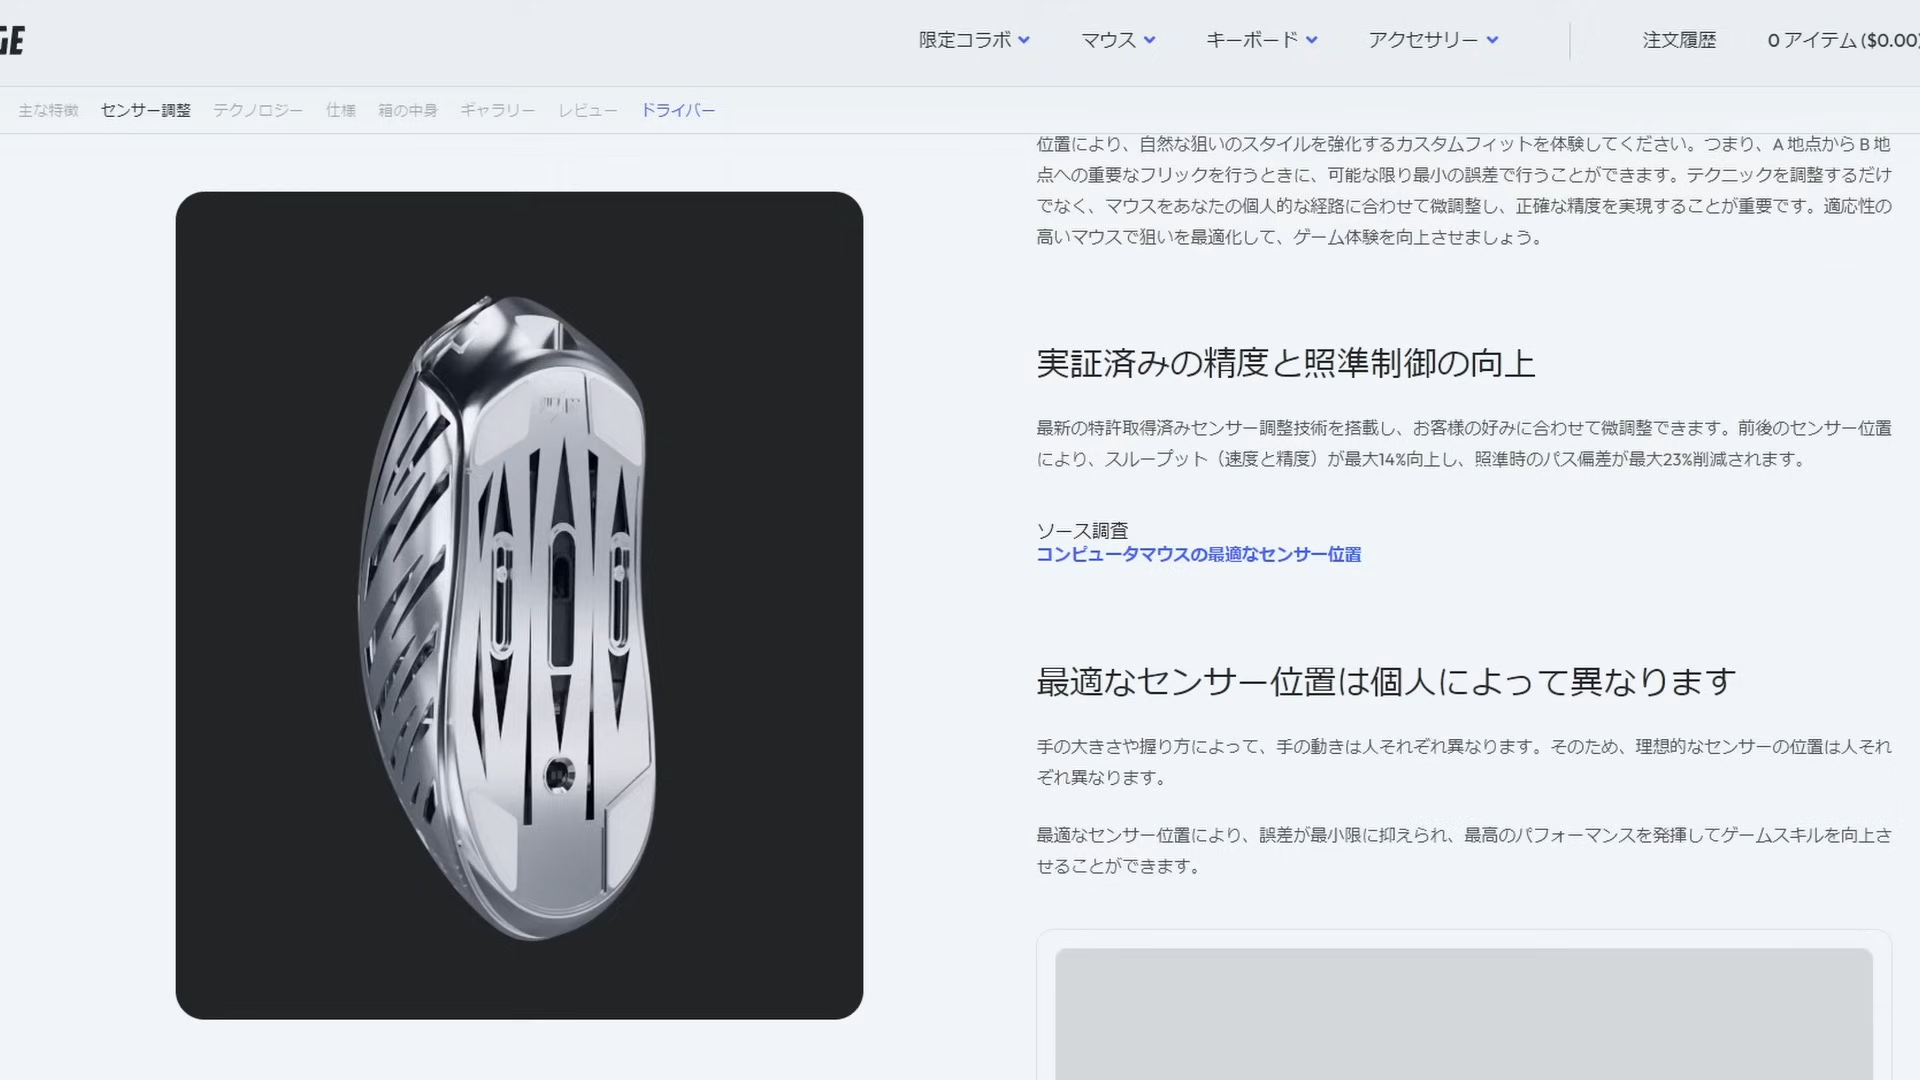 限定コラボ
マウス
キーボード
アクセサリー
注文履歴
0 アイテム ($0.00)
主な特徴
センサー調整
テクノロジー
仕様
箱の中身
ギャラリー
レビュー
ドライバー
位置により、自然な狙いのスタイルを強化するカスタムフィットを体験してください。つまり、A 地点から B 地
点への重要なフリックを行うときに、可能な限り最小の誤差で行うことができます。テクニックを調整するだけ
でなく、マウスをあなたの個人的な経路に合わせて微調整し、正確な精度を実現することが重要です。適応性の
高いマウスで狙いを最適化して、ゲーム体験を向上させましょう。
実証済みの精度と照準制御の向上
最新の特許取得済みセンサー調整技術を搭載し、お客様の好みに合わせて微調整できます。前後のセンサー位置
により、スループット（速度と精度）が最大14%向上し、照準時のパス偏差が最大23%削減されます。
ソース調査
コンピュータマウスの最適なセンサー位置
最適なセンサー位置は個人によって異なります
手の大きさや握り方によって、手の動きは人それぞれ異なります。そのため、理想的なセンサーの位置は人それ
ぞれ異なります。
最適なセンサー位置により、誤差が最小限に抑えられ、最高のパフォーマンスを発揮してゲームスキルを向上さ
せることができます。